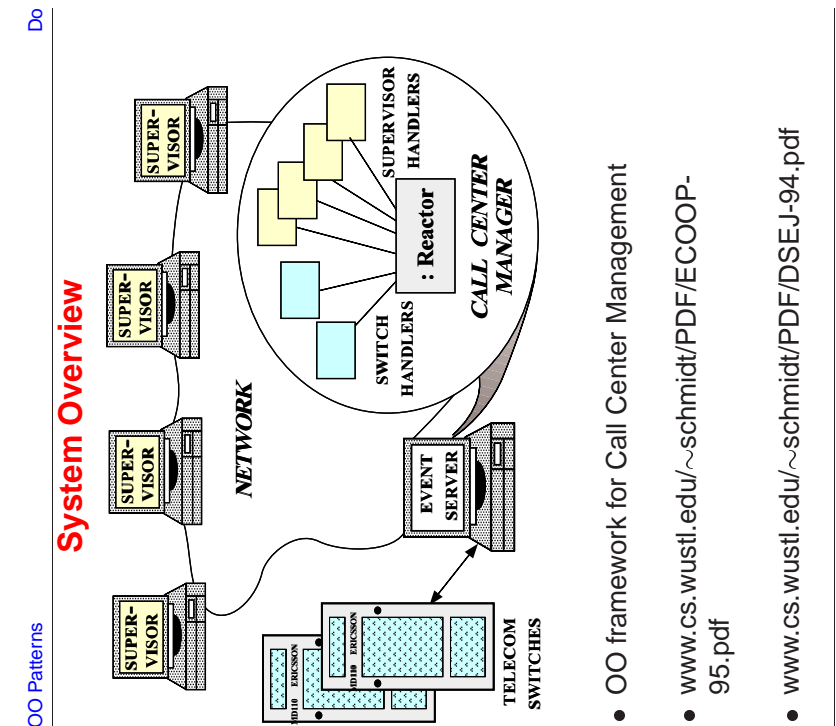 OO Patterns
Do
System Overview
SUPER-
VISOR
SUPER-
VISOR
SUPER-
VISOR
SUPER-
VISOR
NETWORK
SUPERVISOR
HANDLERS
SWITCH
HANDLERS
: Reactor
CALL CENTER
MANAGER
EVENT
SERVER
MD110 ERICSSON
MD110 ERICSSON
TELECOM
SWITCHES
• OO framework for Call Center Management
• www.cs.wustl.edu/~schmidt/PDF/ECOOP-
95.pdf
• www.cs.wustl.edu/~schmidt/PDF/DSEJ-94.pdf